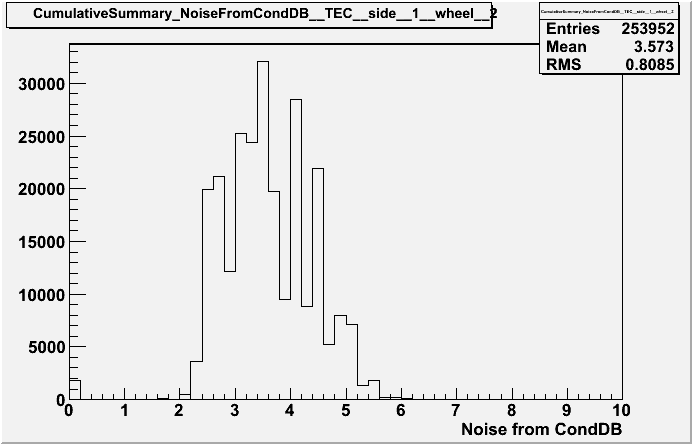 CumulativeSummary_NoiseFromCondDB__TEC__side__1__wheel__2
CumulativeSummary_NoiseFromCondDB__TEC__side__1__wheel__2
Entries 253952
Mean 3.573
RMS 0.8085
30000
25000
20000
15000
10000
5000
0
0 1 2 3 4 5 6 7 8 9 10
Noise from CondDB